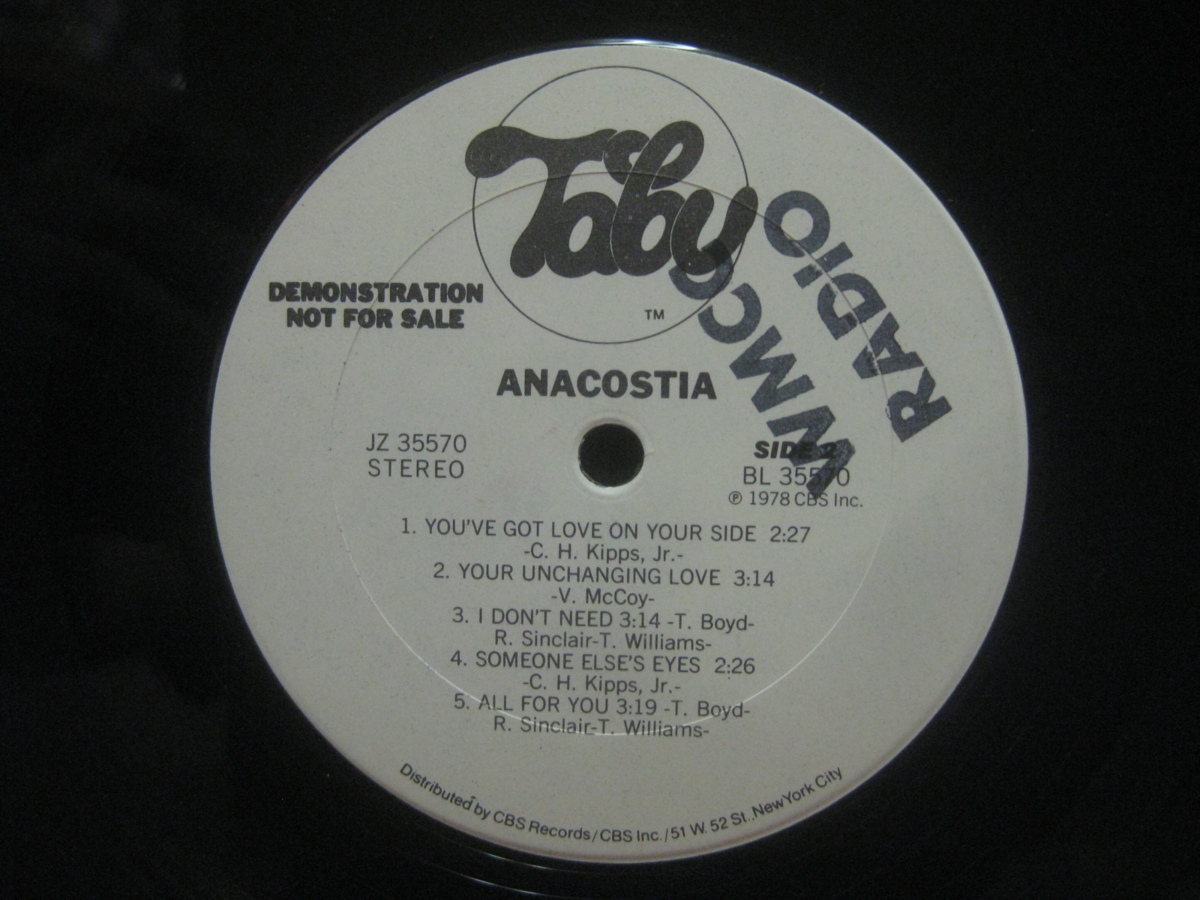 Taby
TM
DEMONSTRATION
NOT FOR SALE
WMCO
RADIO
ANACOSTIA
JZ 35570
STEREO
SIDE 2
BL 35570
℗ 1978 CBS Inc.
1. YOU'VE GOT LOVE ON YOUR SIDE 2:27
-C. H. Kipps, Jr.-
2. YOUR UNCHANGING LOVE 3:14
-V. McCoy-
3. I DON'T NEED 3:14 -T. Boyd-
R. Sinclair-T. Williams-
4. SOMEONE ELSE'S EYES 2:26
-C. H. Kipps, Jr.-
5. ALL FOR YOU 3:19 -T. Boyd-
R. Sinclair-T. Williams-
Distributed by CBS Records/CBS Inc./51 W. 52 St., New York City